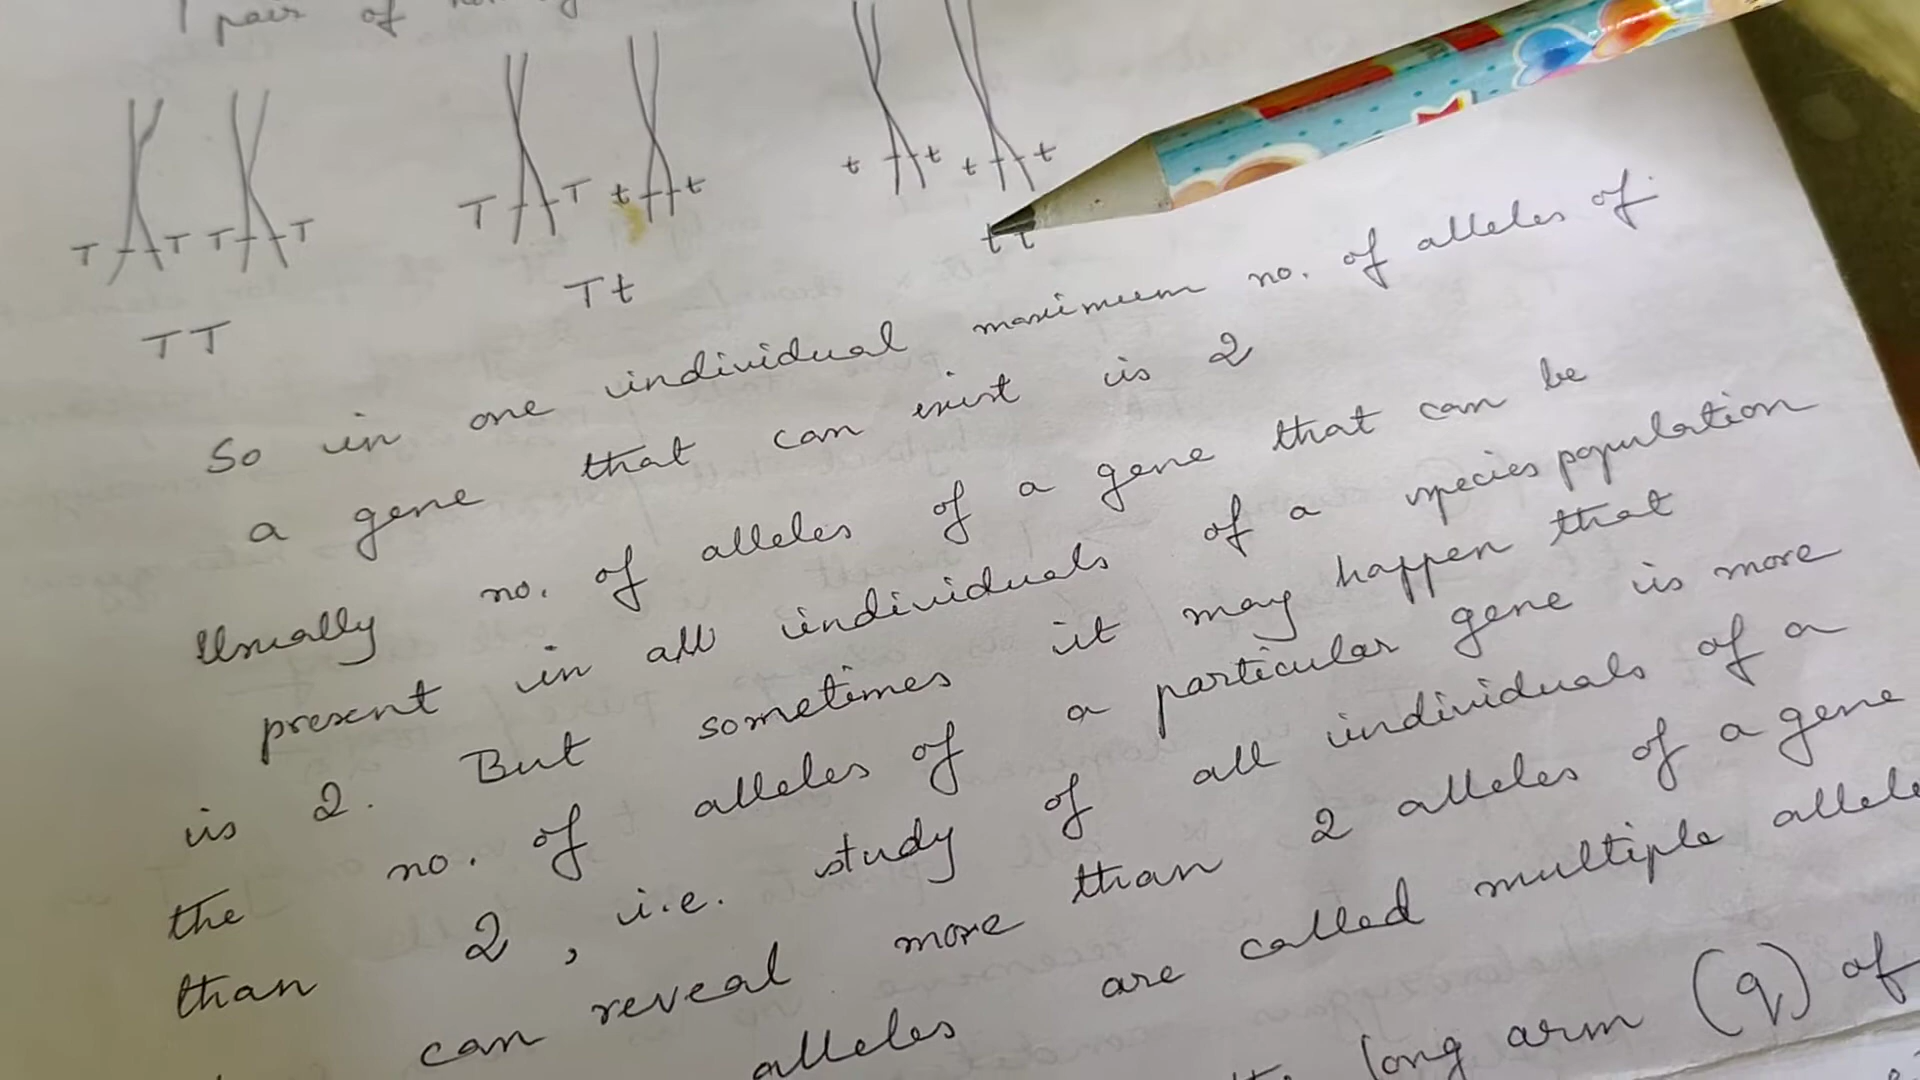 pair of
T T T T
T T t t
t t t t
TT
Tt
tt
So in one individual maximum no. of alleles of
a gene that can exist is 2
Usually no. of alleles of a gene that can be
present in all individuals of a species population
is 2. But sometimes it may happen that
the no. of alleles of a particular gene is more
than 2, i.e. study of all individuals of a
can reveal more than 2 alleles of a gene
alleles are called multiple allele
long arm (q) of